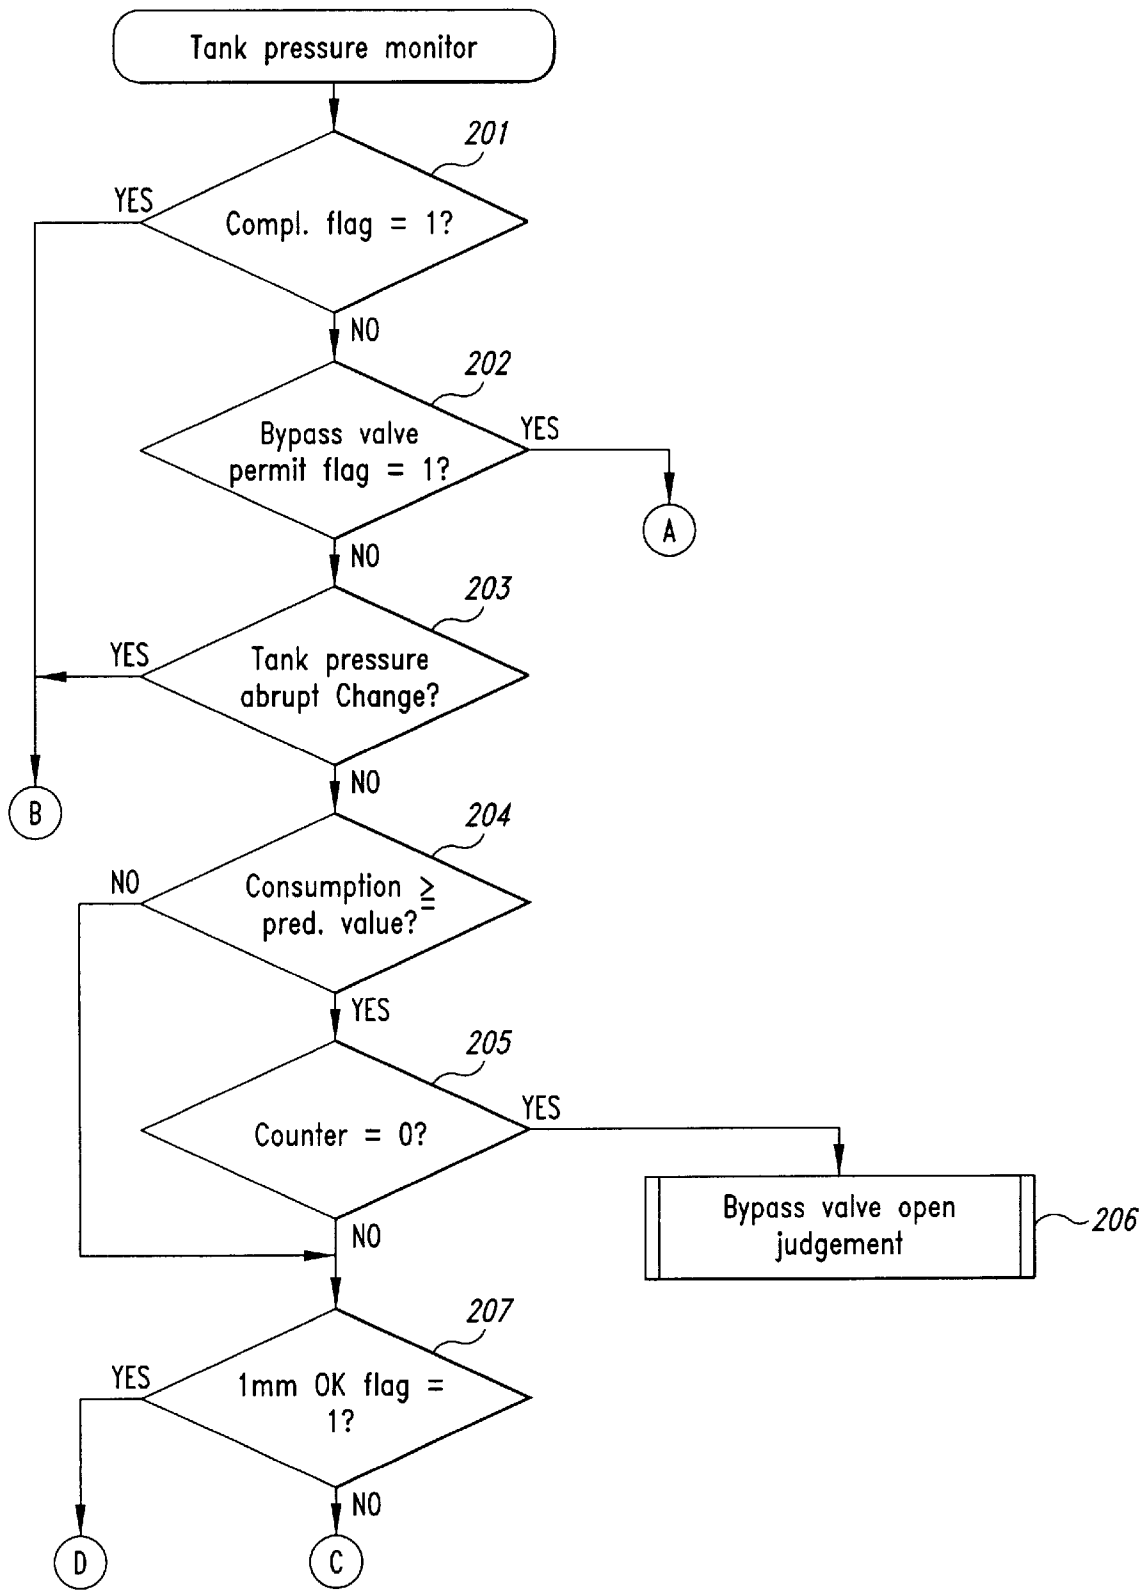 Tank pressure monitor
201
YES
Compl. flag = 1?
NO
202
Bypass valve
permit flag = 1?
YES
A
NO
203
YES
Tank pressure
abrupt Change?
NO
B
204
NO
Consumption ≧
pred. value?
YES
205
Counter = 0?
YES
Bypass valve open
judgement
206
NO
207
YES
1mm OK flag =
1?
NO
D
C